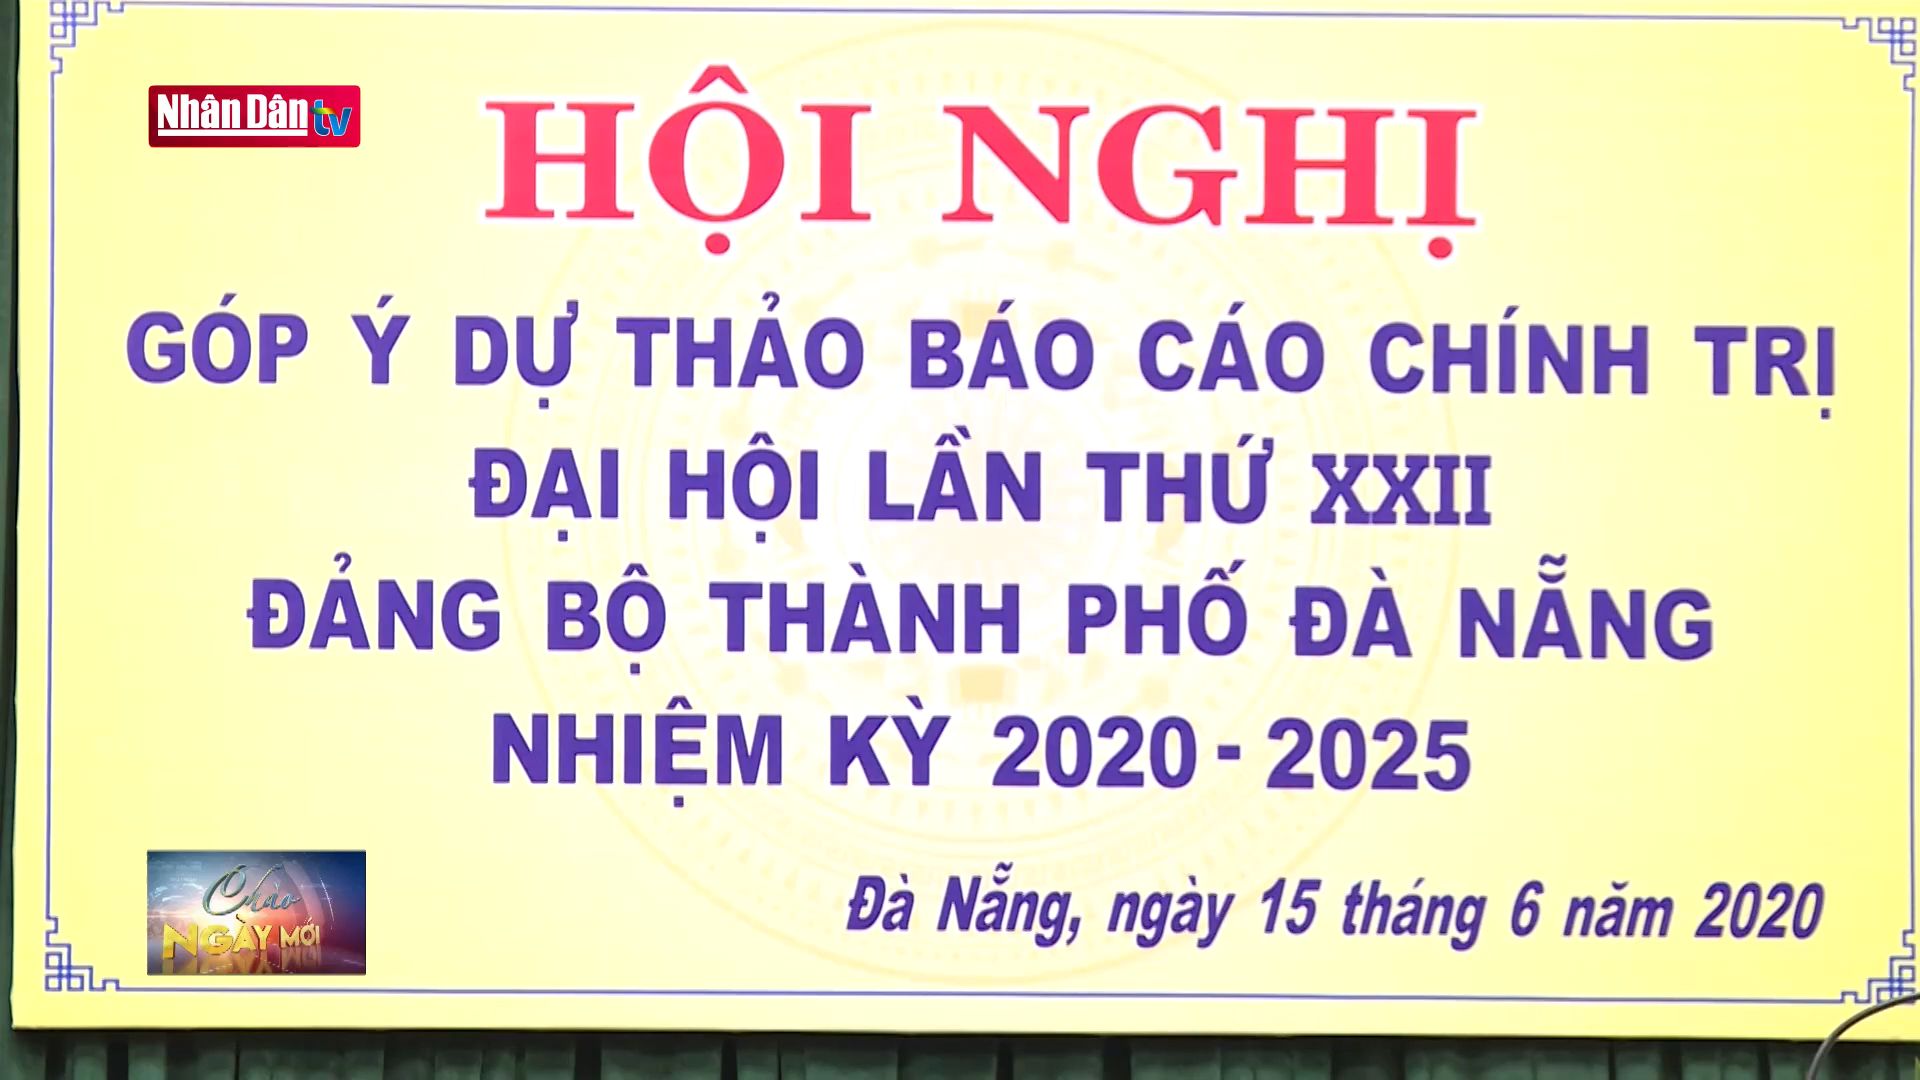 Nhân Dân tv
HỘI NGHỊ
GÓP Ý DỰ THẢO BÁO CÁO CHÍNH TRỊ
ĐẠI HỘI LẦN THỨ XXII
ĐẢNG BỘ THÀNH PHỐ ĐÀ NẴNG
NHIỆM KỲ 2020 - 2025
Đà Nẵng, ngày 15 tháng 6 năm 2020
Chào
NGÀY MỚI